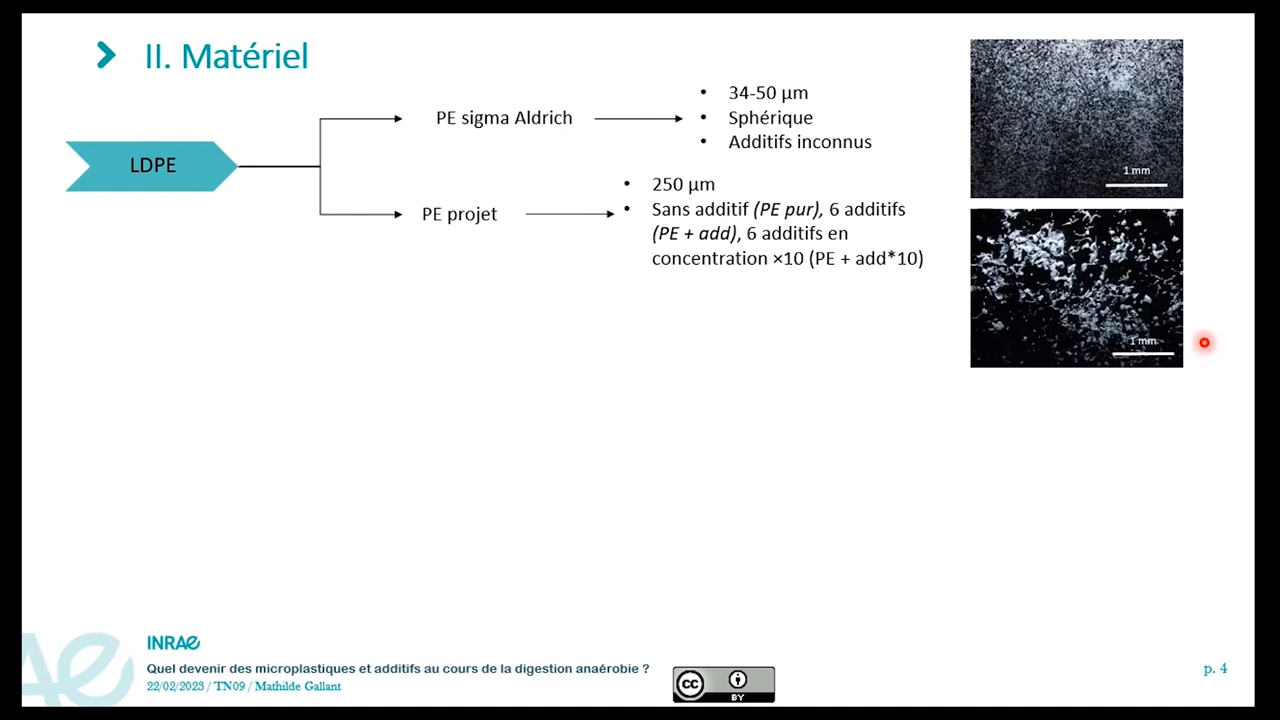 II. Matériel
LDPE
PE sigma Aldrich
• 34-50 µm
• Sphérique
• Additifs inconnus
PE projet
• 250 µm
• Sans additif (PE pur), 6 additifs
(PE + add), 6 additifs en
concentration ×10 (PE + add*10)
1 mm
1 mm
INRAE
Quel devenir des microplastiques et additifs au cours de la digestion anaérobie ?
22/02/2023 / TN09 / Mathilde Gallant
cc
BY
p. 4